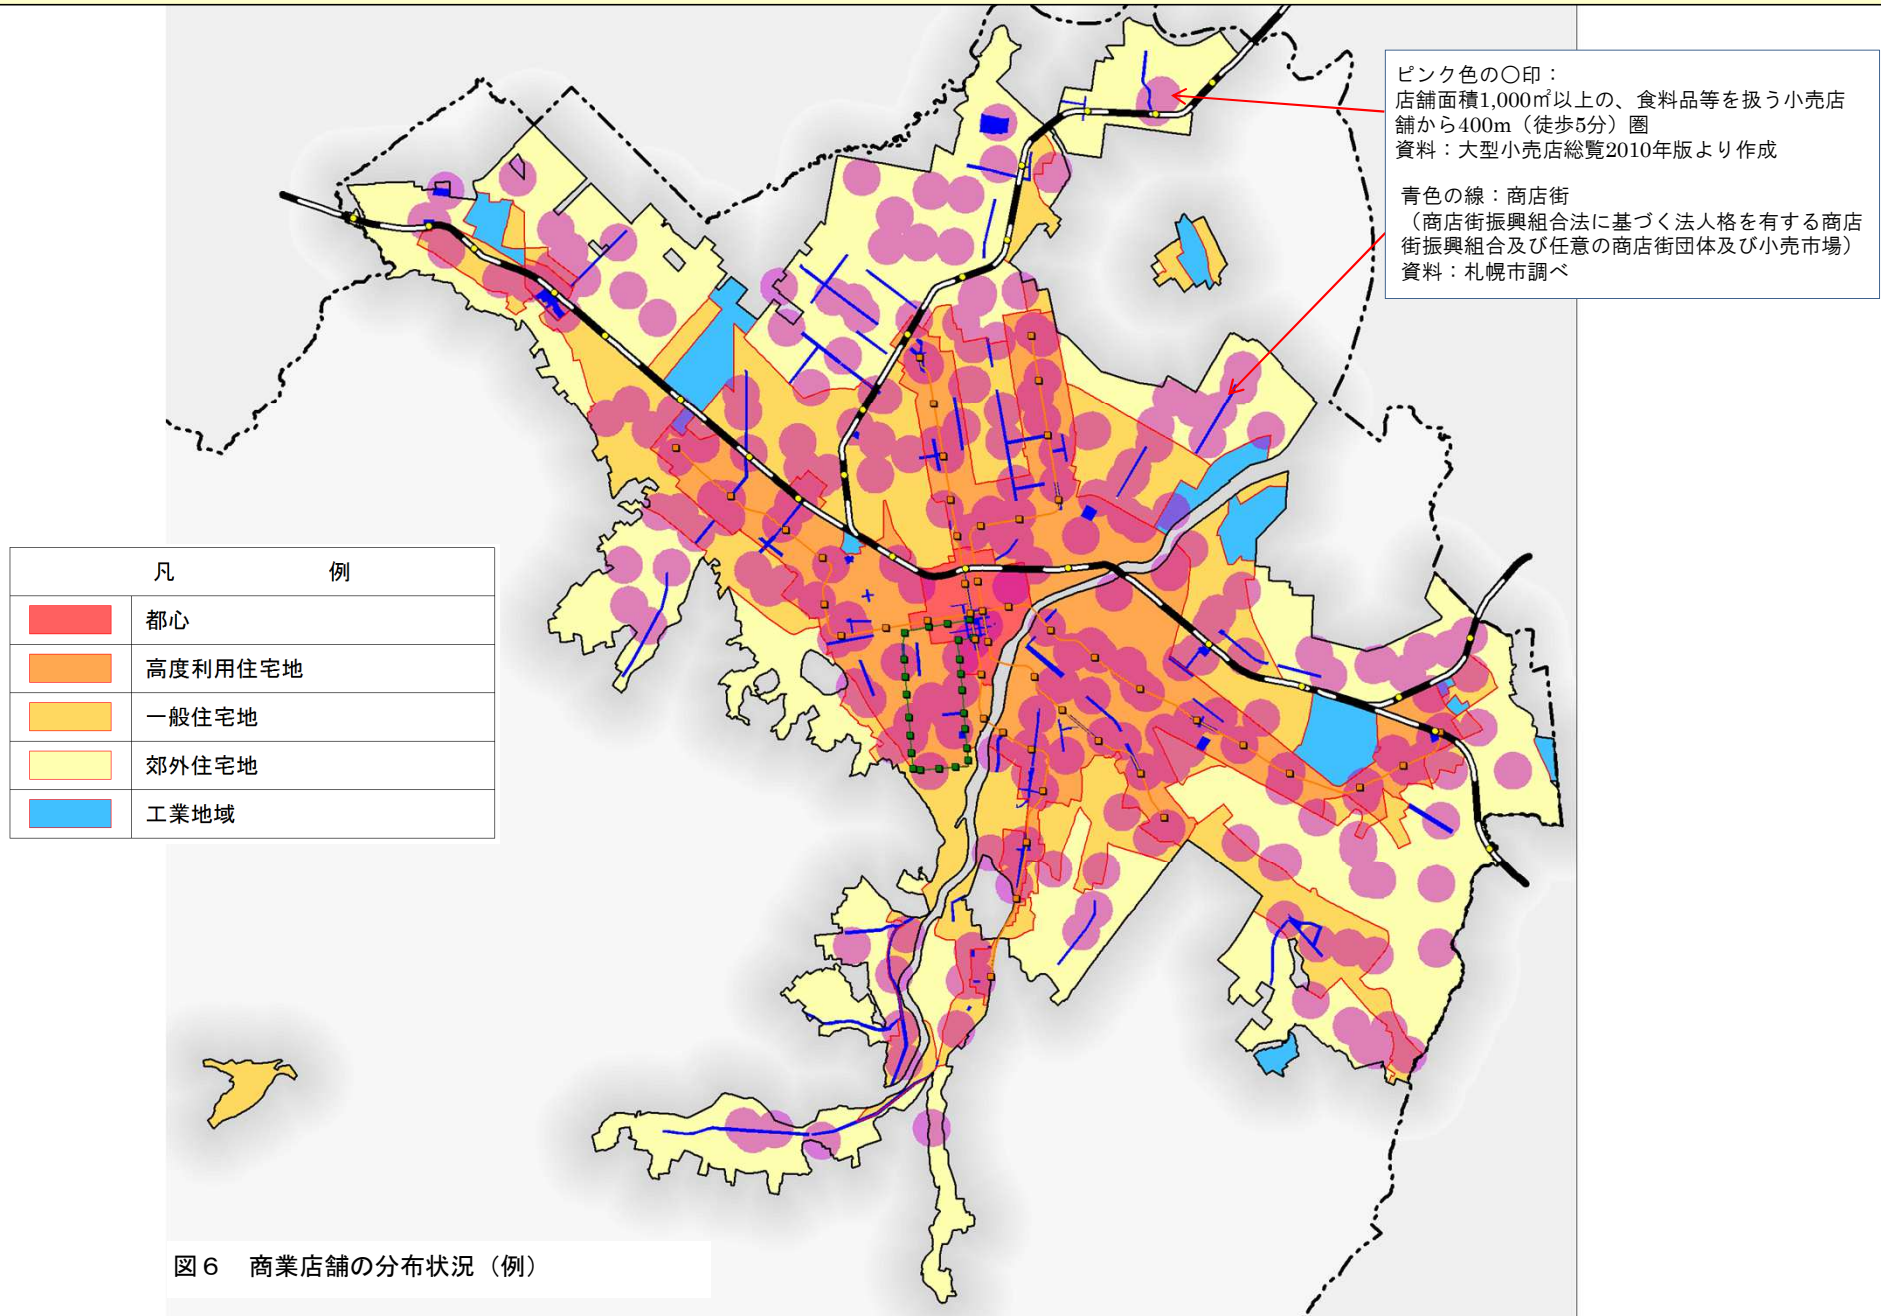 ピンク色の〇印：
店舗面積1,000㎡以上の、食料品等を扱う小売店
舗から400m（徒歩5分）圏
資料：大型小売店総覧2010年版より作成
青色の線：商店街
（商店街振興組合法に基づく法人格を有する商店
街振興組合及び任意の商店街団体及び小売市場）
資料：札幌市調べ
凡　例
都心
高度利用住宅地
一般住宅地
郊外住宅地
工業地域
図６　商業店舗の分布状況（例）